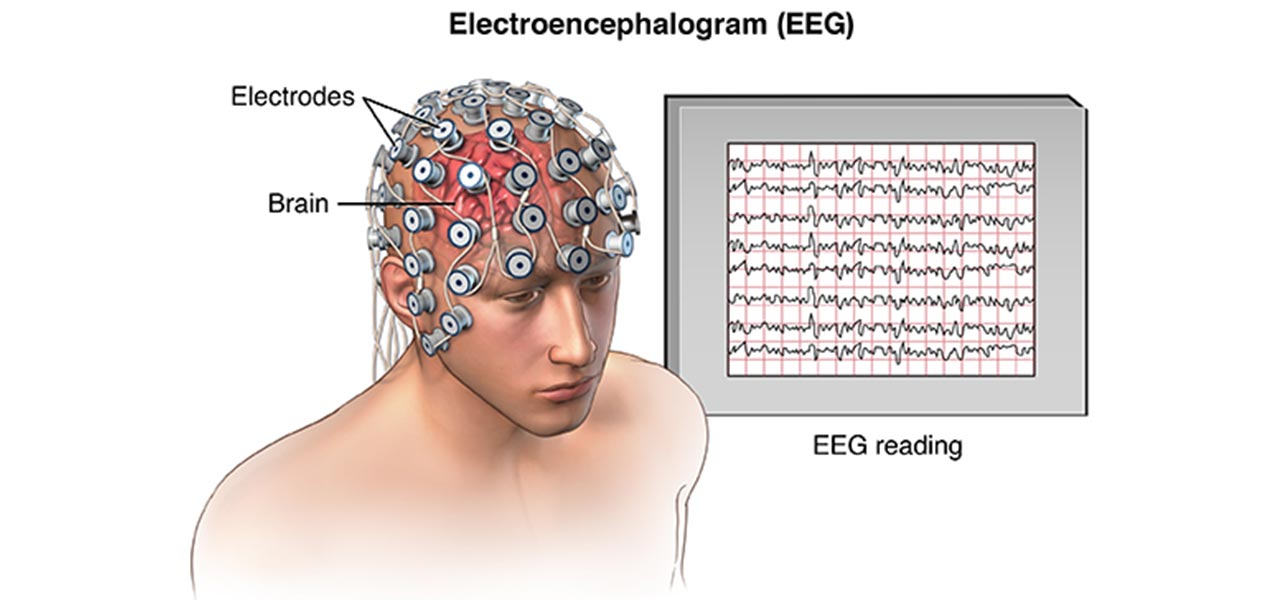 Electroencephalogram (EEG)
Electrodes
Brain
EEG reading